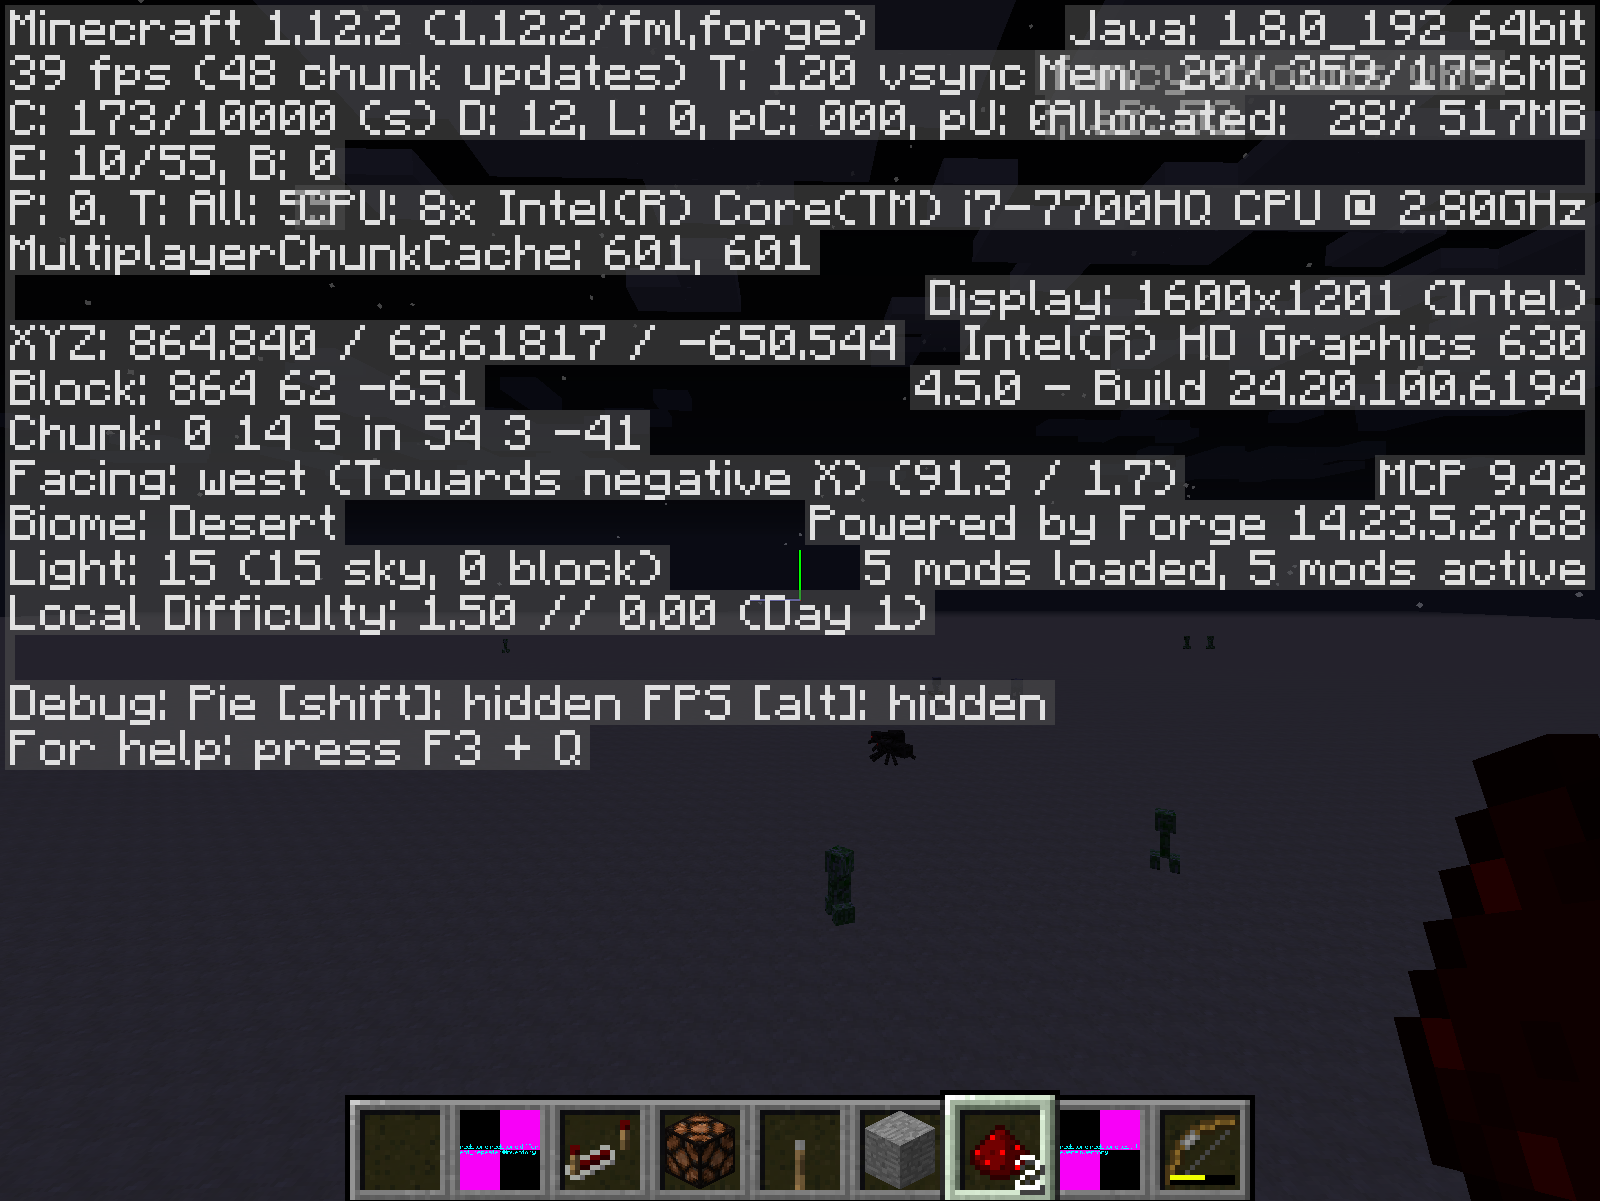 Minecraft 1.12.2 (1.12.2/fml,forge)
Java: 1.8.0_192 64bit
39 fps (48 chunk updates) T: 120 vsync
Mem: 20% 359/1796MB
C: 173/10000 (s) D: 12, L: 0, pC: 000, pU: 0,
Allocated: 28% 517MB
E: 10/55, B: 0
P: 0. T: All: 55
CPU: 8x Intel(R) Core(TM) i7-7700HQ CPU @ 2.80GHz
MultiplayerChunkCache: 601, 601
Display: 1600x1201 (Intel)
XYZ: 864.840 / 62.61817 / -650.544
Intel(R) HD Graphics 630
Block: 864 62 -651
4.5.0 - Build 24.20.100.6194
Chunk: 0 14 5 in 54 3 -41
Facing: west (Towards negative X) (91.3 / 1.7)
MCP 9.42
Biome: Desert
Powered by Forge 14.23.5.2768
Light: 15 (15 sky, 0 block)
5 mods loaded, 5 mods active
Local Difficulty: 1.50 // 0.00 (Day 1)
Debug: Pie [shift]: hidden FPS [alt]: hidden
For help: press F3 + Q
2